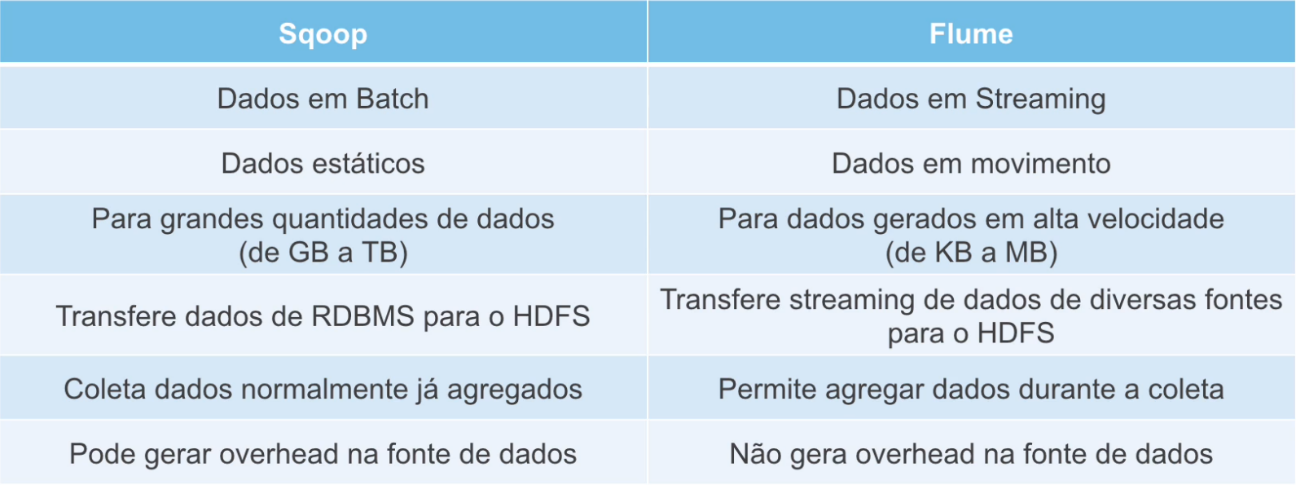 Sqoop
Flume
Dados em Batch
Dados em Streaming
Dados estáticos
Dados em movimento
Para grandes quantidades de dados
(de GB a TB)
Para dados gerados em alta velocidade
(de KB a MB)
Transfere dados de RDBMS para o HDFS
Transfere streaming de dados de diversas fontes
para o HDFS
Coleta dados normalmente já agregados
Permite agregar dados durante a coleta
Pode gerar overhead na fonte de dados
Não gera overhead na fonte de dados